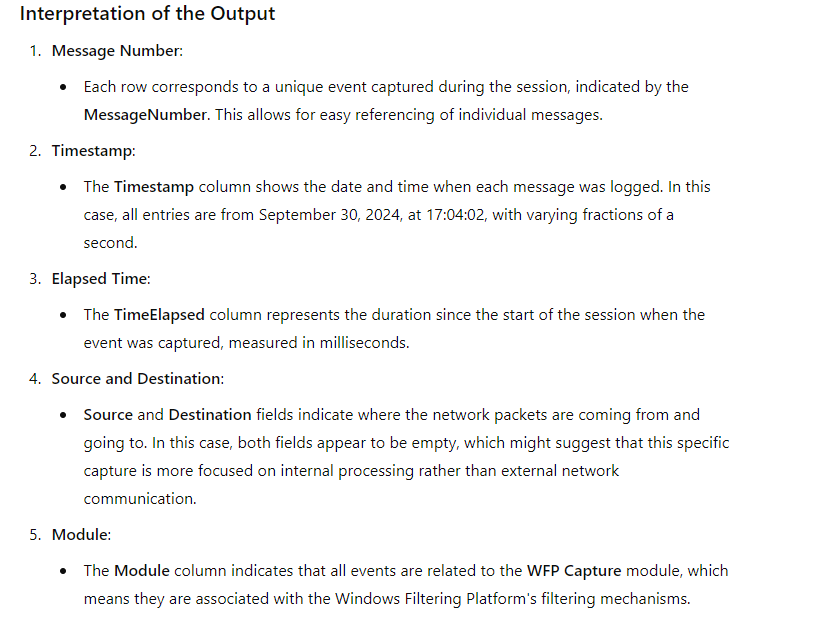 Interpretation of the Output
1. Message Number:
• Each row corresponds to a unique event captured during the session, indicated by the
MessageNumber. This allows for easy referencing of individual messages.
2. Timestamp:
• The Timestamp column shows the date and time when each message was logged. In this
case, all entries are from September 30, 2024, at 17:04:02, with varying fractions of a
second.
3. Elapsed Time:
• The TimeElapsed column represents the duration since the start of the session when the
event was captured, measured in milliseconds.
4. Source and Destination:
• Source and Destination fields indicate where the network packets are coming from and
going to. In this case, both fields appear to be empty, which might suggest that this specific
capture is more focused on internal processing rather than external network
communication.
5. Module:
• The Module column indicates that all events are related to the WFP Capture module, which
means they are associated with the Windows Filtering Platform's filtering mechanisms.